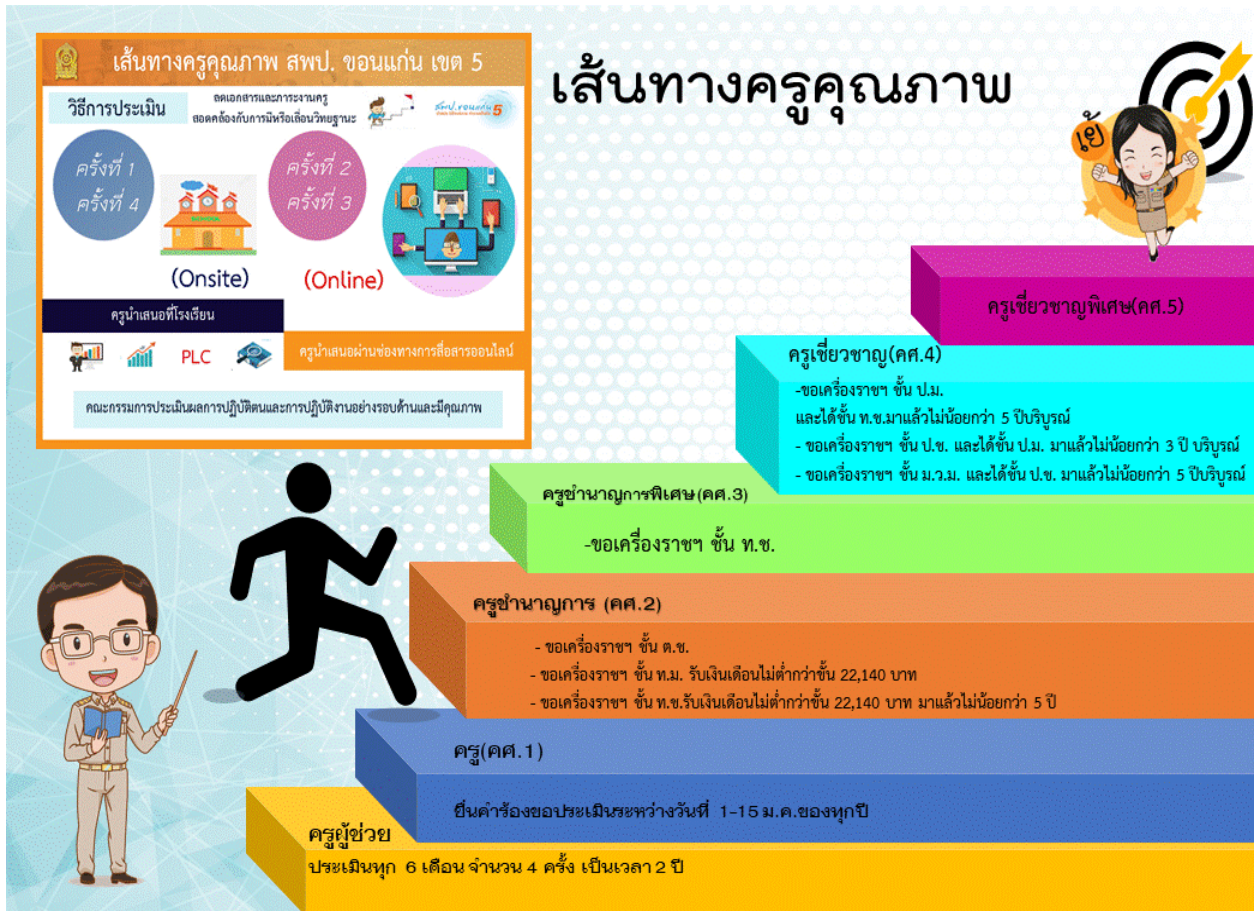 เส้นทางครูคุณภาพ สพป. ขอนแก่น เขต 5
วิธีการประเมิน
ลดเอกสารและภาระงานครู
สอดคล้องกับการมีหรือเลื่อนวิทยฐานะ
สพป.ขอนแก่น 5
ครั้งที่ 1
ครั้งที่ 4
ครั้งที่ 2
ครั้งที่ 3
(Onsite)
(Online)
ครูนำเสนอที่โรงเรียน
PLC
ครูนำเสนอผ่านช่องทางการสื่อสารออนไลน์
คณะกรรมการประเมินผลการปฏิบัติตนและการปฏิบัติงานอย่างรอบด้านและมีคุณภาพ
เส้นทางครูคุณภาพ
เย้
ครูเชี่ยวชาญพิเศษ(คศ.5)
ครูเชี่ยวชาญ(คศ.4)
-ขอเครื่องราชฯ ชั้น ป.ม.
และได้ชั้น ท.ช.มาแล้วไม่น้อยกว่า 5 ปีบริบูรณ์
- ขอเครื่องราชฯ ชั้น ป.ช. และได้ชั้น ป.ม. มาแล้วไม่น้อยกว่า 3 ปี บริบูรณ์
- ขอเครื่องราชฯ ชั้น ม.ว.ม. และได้ชั้น ป.ช. มาแล้วไม่น้อยกว่า 5 ปีบริบูรณ์
ครูชำนาญการพิเศษ(คศ.3)
-ขอเครื่องราชฯ ชั้น ท.ช.
ครูชำนาญการ (คศ.2)
- ขอเครื่องราชฯ ชั้น ต.ช.
- ขอเครื่องราชฯ ชั้น ท.ม. รับเงินเดือนไม่ต่ำกว่าขั้น 22,140 บาท
- ขอเครื่องราชฯ ชั้น ท.ช.รับเงินเดือนไม่ต่ำกว่าขั้น 22,140 บาท มาแล้วไม่น้อยกว่า 5 ปี
ครู(คศ.1)
ยื่นคำร้องขอประเมินระหว่างวันที่ 1-15 ม.ค.ของทุกปี
ครูผู้ช่วย
ประเมินทุก 6 เดือน จำนวน 4 ครั้ง เป็นเวลา 2 ปี